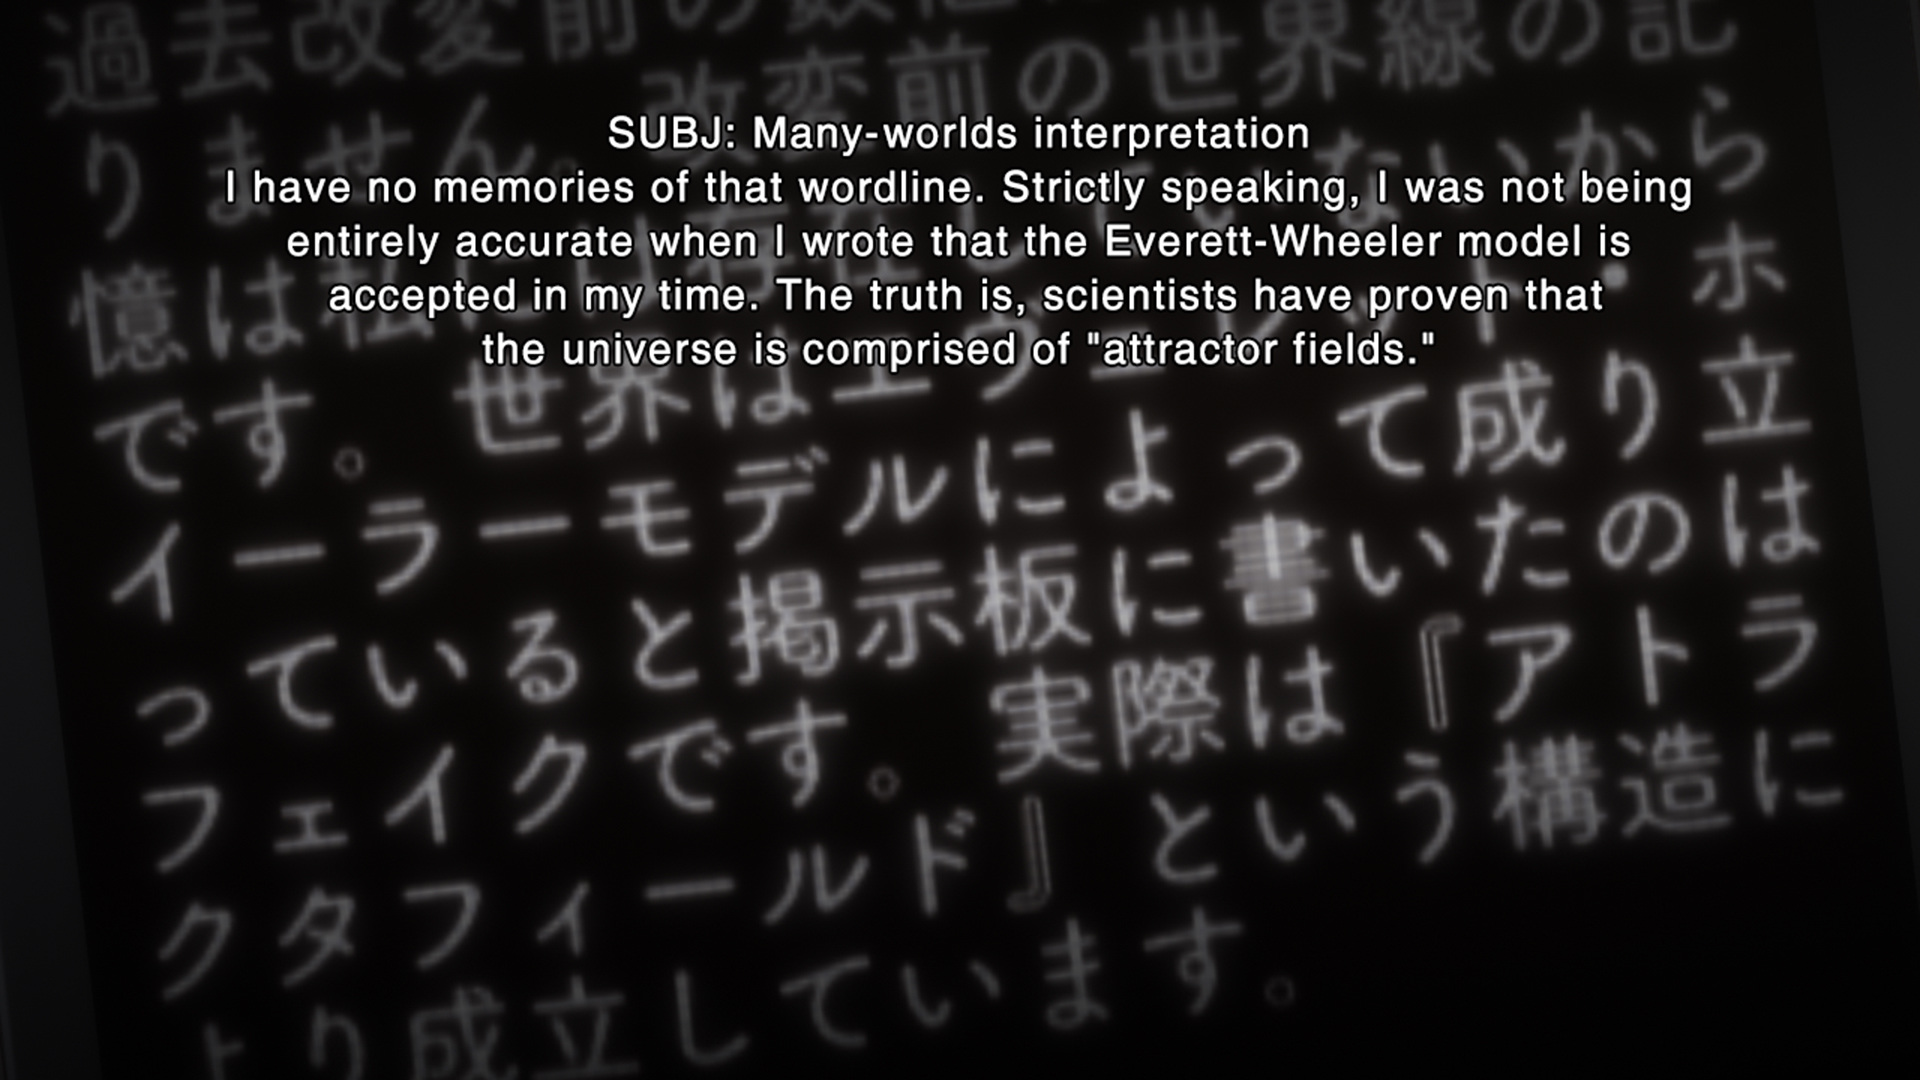 過去改変前の数
SUBJ: Many-worlds interpretation
I have no memories of that wordline. Strictly speaking, I was not being
entirely accurate when I wrote that the Everett-Wheeler model is
accepted in my time. The truth is, scientists have proven that
the universe is comprised of "attractor fields."
りません。改変前の世界線の記
憶は私には存在していないから
です。 世界はエヴェレット・ホ
イーラーモデルによって成り立
っていると掲示板に書いたのは
フェイクです。 実際は『アトラ
クタフィールド』 という構造に
より成立しています。